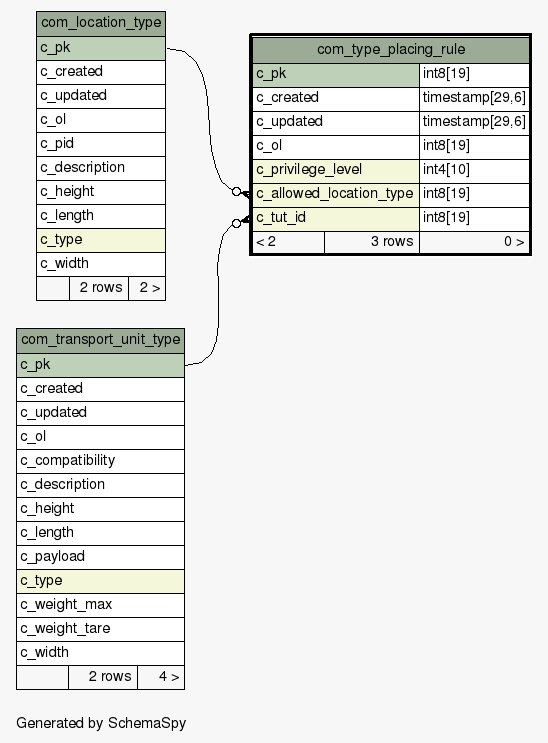 com_location_type
c_pk
c_created
c_updated
c_ol
c_pid
c_description
c_height
c_length
c_type
c_width
2 rows 2 >
com_type_placing_rule
c_pk int8[19]
c_created timestamp[29,6]
c_updated timestamp[29,6]
c_ol int8[19]
c_privilege_level int4[10]
c_allowed_location_type int8[19]
c_tut_id int8[19]
< 2 3 rows 0 >
com_transport_unit_type
c_pk
c_created
c_updated
c_ol
c_compatibility
c_description
c_height
c_length
c_payload
c_type
c_weight_max
c_weight_tare
c_width
2 rows 4 >
Generated by SchemaSpy